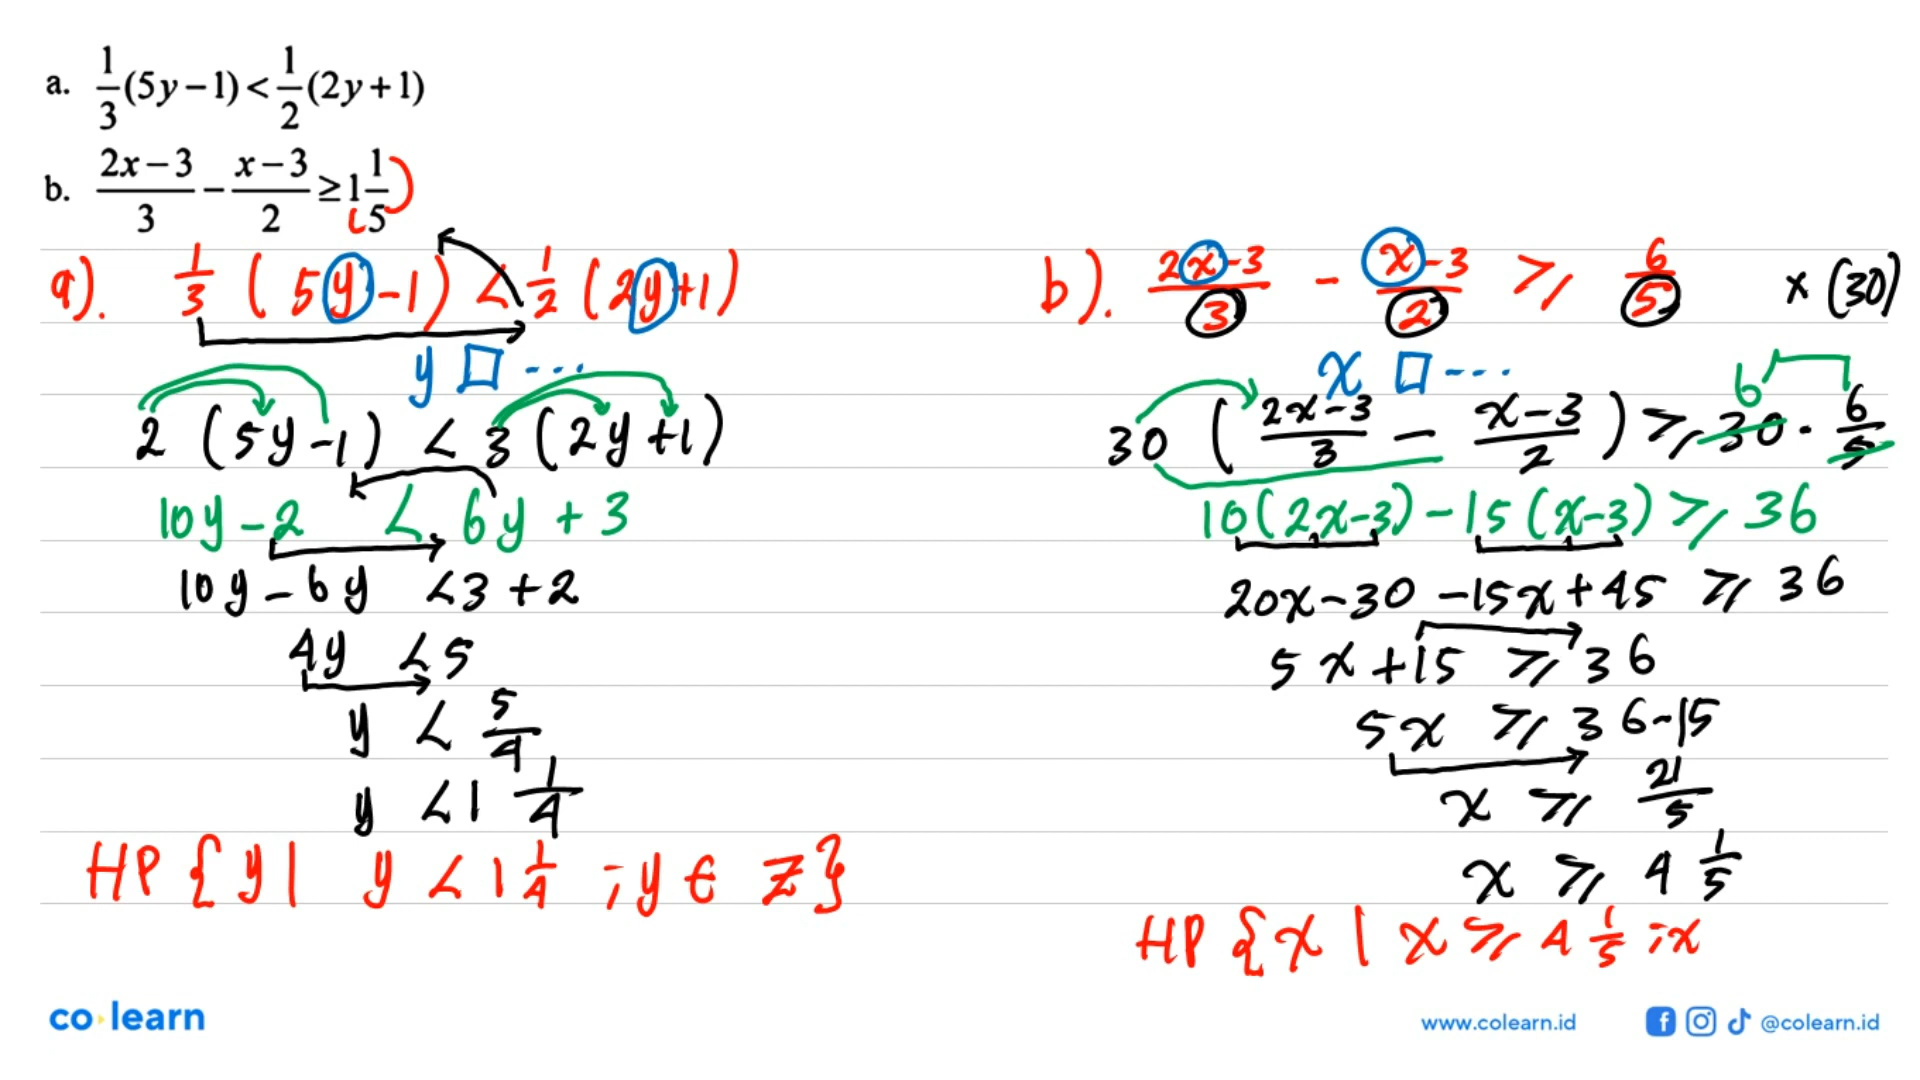 a. 1/3(5y−1)<1/2(2y+1)
b. (2x−3)/3 − (x−3)/2 ≥ 1 1/5
a). 1/3 (5y-1) < 1/2 (2y+1)
y □ ...
2 (5y-1) < 3 (2y+1)
10y-2 < 6y + 3
10y-6y < 3+2
4y < 5
y < 5/4
y < 1 1/4
HP {y| y < 1 1/4 ; y ∈ Z}
b). (2x-3)/3 - (x-3)/2 ≥ 6/5 × (30)
x □ ...
6
30 ((2x-3)/3 - (x-3)/2) ≥ 30 . 6/5
10(2x-3) - 15(x-3) ≥ 36
20x-30 -15x+45 ≥ 36
5x+15 ≥ 36
5x ≥ 36-15
x ≥ 21/5
x ≥ 4 1/5
HP {x | x ≥ 4 1/5 ; x
co learn
www.colearn.id @colearn.id